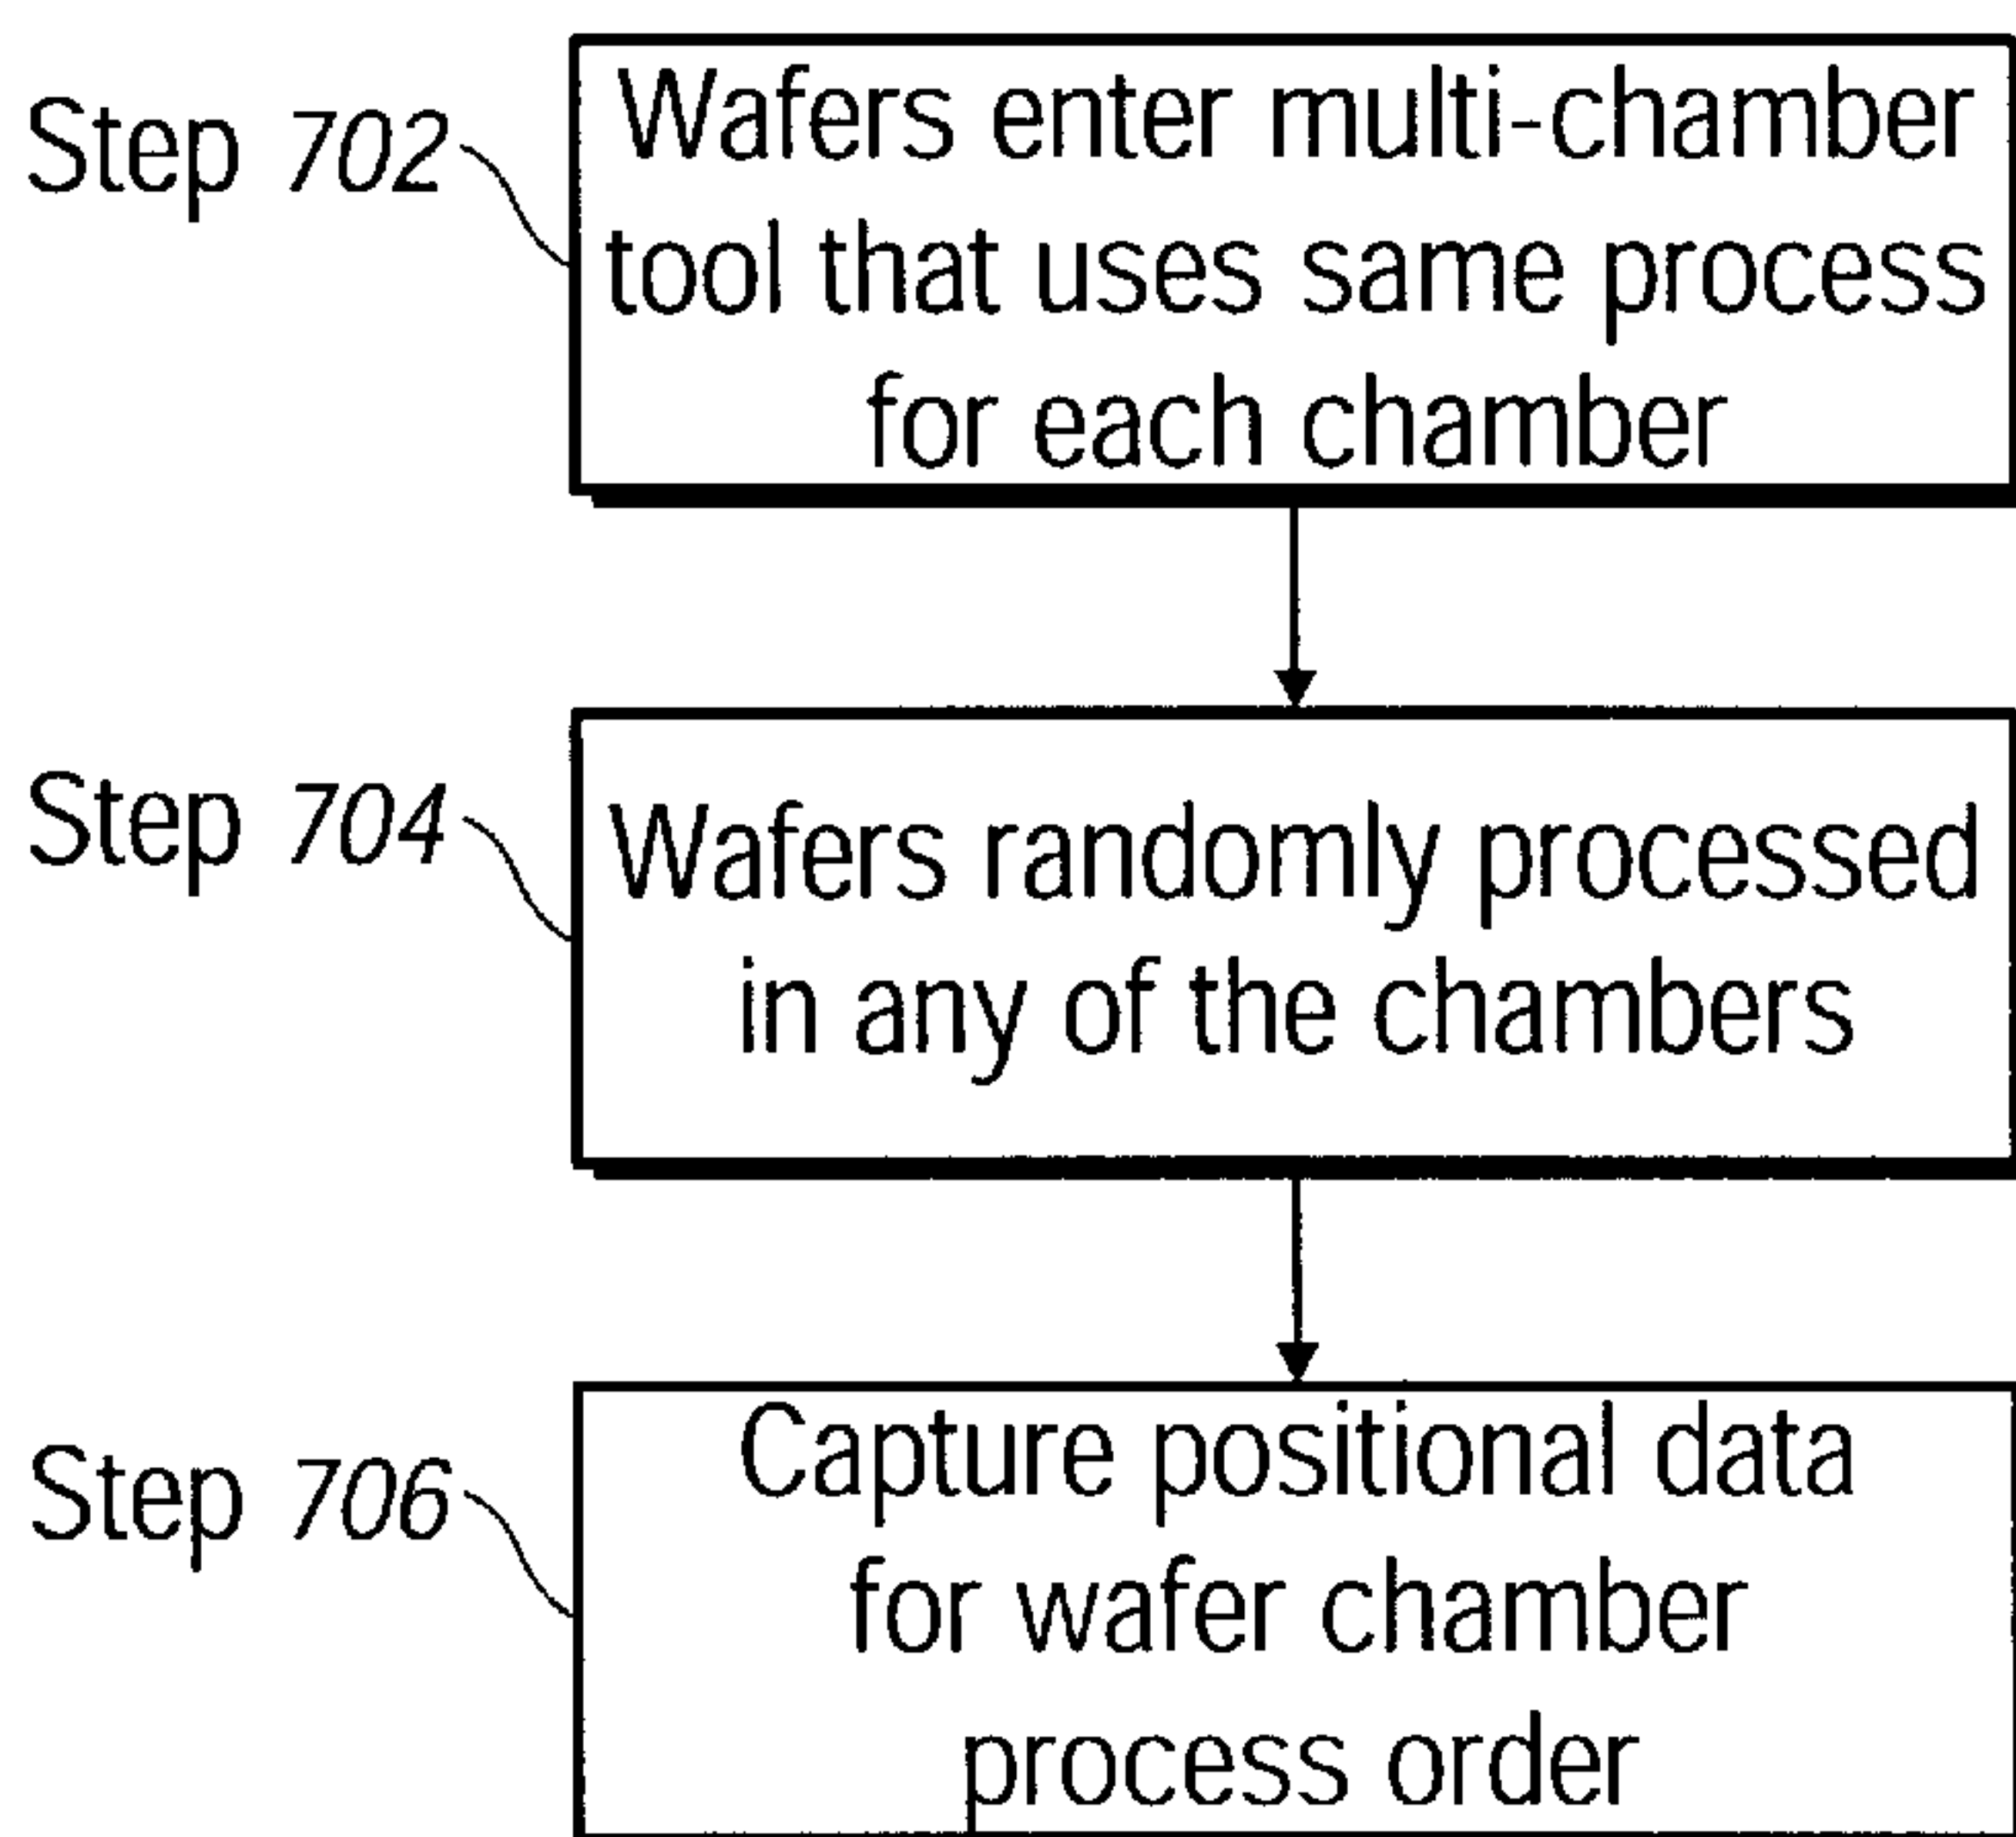 Step 702
Wafers enter multi-chamber
tool that uses same process
for each chamber
Step 704
Wafers randomly processed
in any of the chambers
Step 706
Capture positional data
for wafer chamber
process order